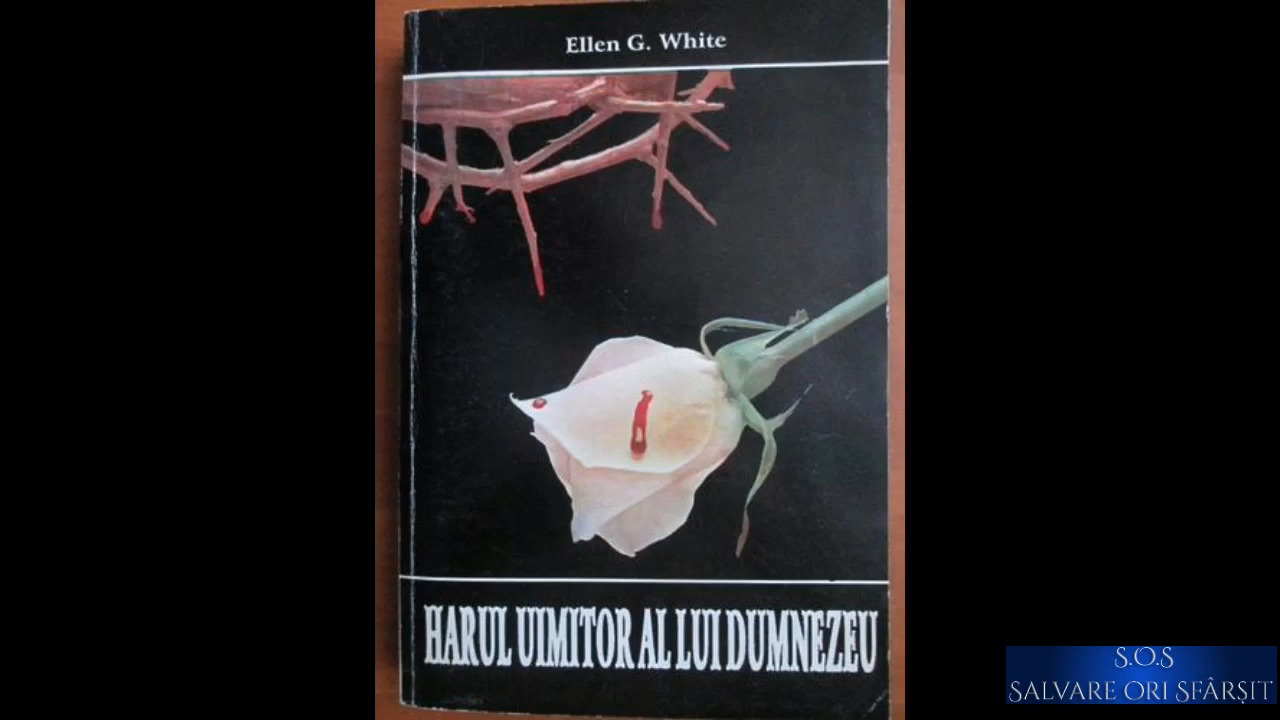 Ellen G. White
HARUL UIMITOR AL LUI DUMNEZEU
S.O.S
SALVARE ORI SFÂRȘIT